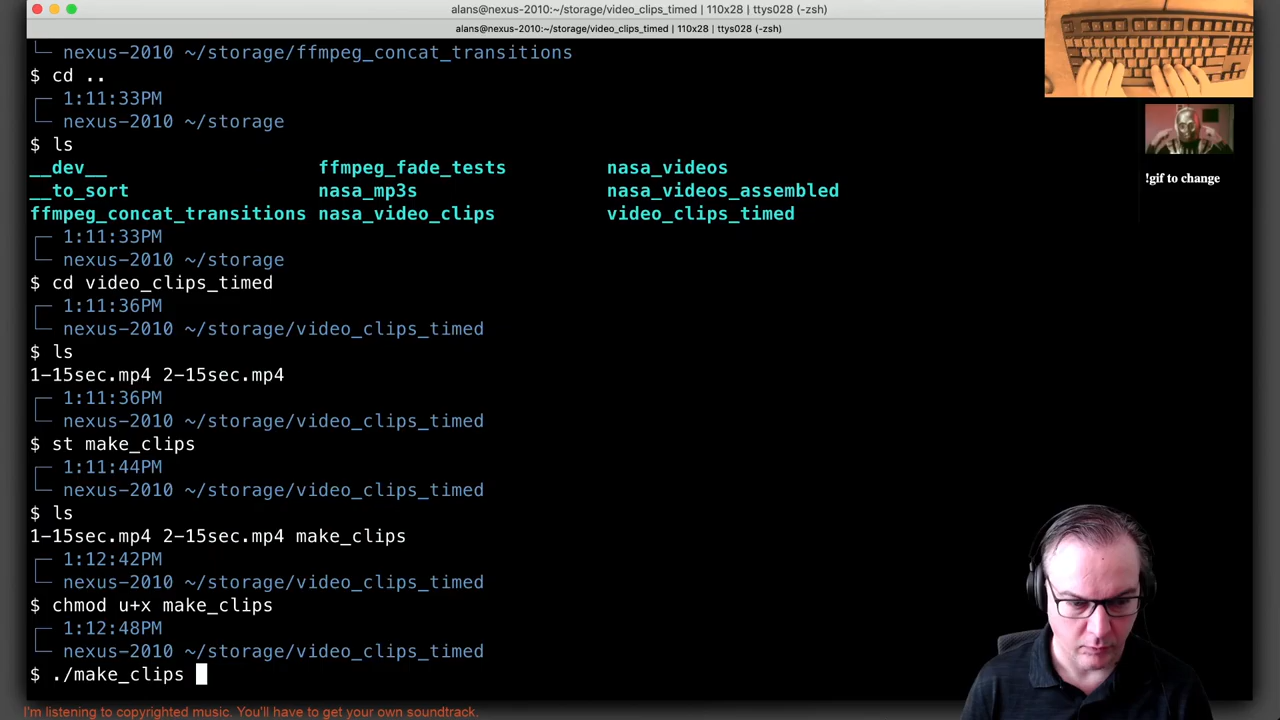 alans@nexus-2010:~/storage/video_clips_timed | 110x28 | ttys028 (-zsh)
alans@nexus-2010:~/storage/video_clips_timed | 110x28 | ttys028 (-zsh)
nexus-2010 ~/storage/ffmpeg_concat_transitions
$ cd ..
1:11:33PM
nexus-2010 ~/storage
$ ls
__dev__ ffmpeg_fade_tests nasa_videos
__to_sort nasa_mp3s nasa_videos_assembled
ffmpeg_concat_transitions nasa_video_clips video_clips_timed
1:11:33PM
nexus-2010 ~/storage
$ cd video_clips_timed
1:11:36PM
nexus-2010 ~/storage/video_clips_timed
$ ls
1-15sec.mp4 2-15sec.mp4
1:11:36PM
nexus-2010 ~/storage/video_clips_timed
$ st make_clips
1:11:44PM
nexus-2010 ~/storage/video_clips_timed
$ ls
1-15sec.mp4 2-15sec.mp4 make_clips
1:12:42PM
nexus-2010 ~/storage/video_clips_timed
$ chmod u+x make_clips
1:12:48PM
nexus-2010 ~/storage/video_clips_timed
$ ./make_clips
!gif to change
I'm listening to copyrighted music. You'll have to get your own soundtrack.